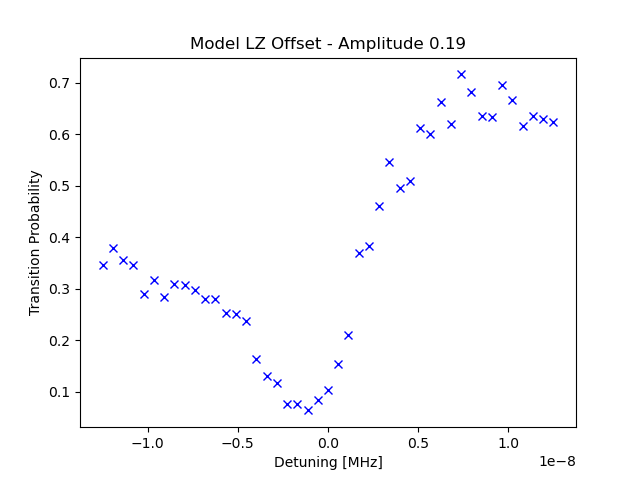 Model LZ Offset - Amplitude 0.19
Transition Probability
0.7
0.6
0.5
0.4
0.3
0.2
0.1
−1.0 −0.5 0.0 0.5 1.0
1e−8
Detuning [MHz]